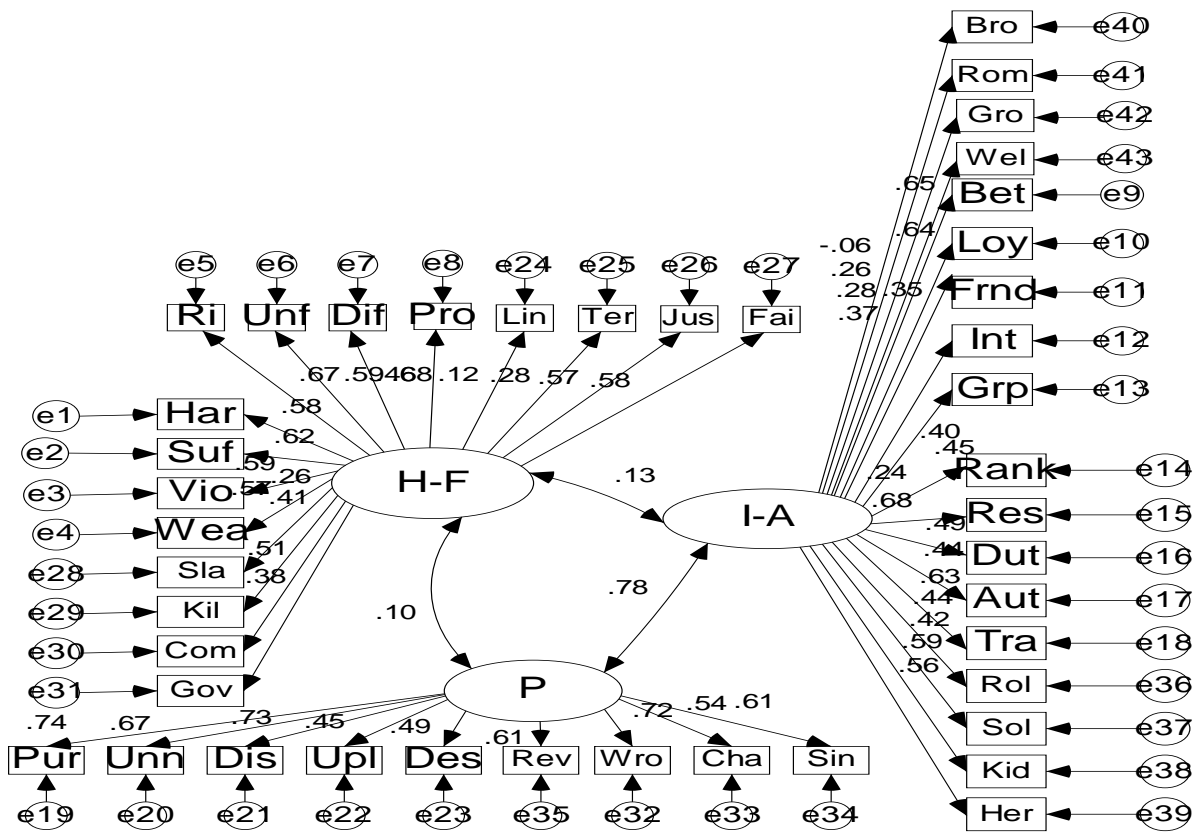 Bro e40
Rom e41
Gro e42
Wel e43
.65
Bet e9
.64
Loy e10
-.06
e5 e6 e7 e8 e24 e25 e26 e27
.26
.28 .35
Frnd e11
.37
Ri Unf Dif Pro Lin Ter Jus Fai
Int e12
.67 .59 .68 .12 .28 .57 .58
Grp e13
.58
e1 Har
.62
.40
e2 Suf
.45
.59 .26
H-F
.13
.24
Rank e14
e3 Vio
.41
.68
I-A
Res e15
.49
e4 Wea
.51
.44
Dut e16
e28 Sla
.38
.63
.78
Aut e17
e29 Kil
.10
.44
.42
Tra e18
e30 Com
.59
.56
e31 Gov
P
Rol e36
.74 .67 .73 .45 .49 .61 .72 .54 .61
Sol e37
Pur Unn Dis Upl Des Rev Wro Cha Sin
Kid e38
e19 e20 e21 e22 e23 e35 e32 e33 e34
Her e39